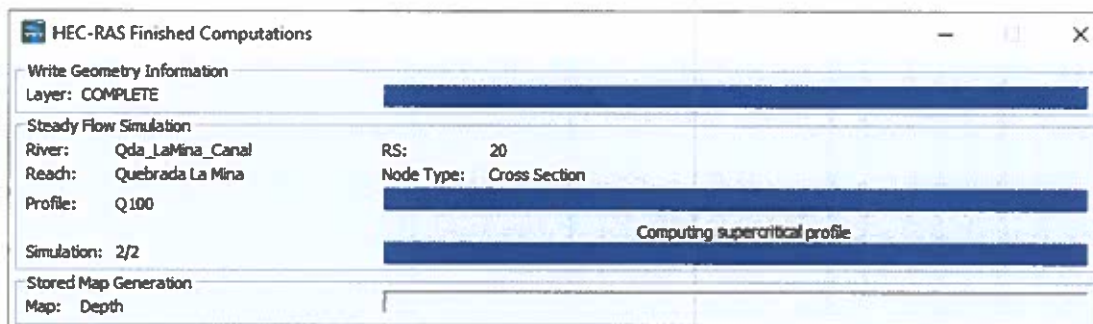 HEC-RAS Finished Computations
Write Geometry Information
Layer: COMPLETE
Steady Flow Simulation
River: Qda_LaMina_Canal RS: 20
Reach: Quebrada La Mina Node Type: Cross Section
Profile: Q100
Computing supercritical profile
Simulation: 2/2
Stored Map Generation
Map: Depth